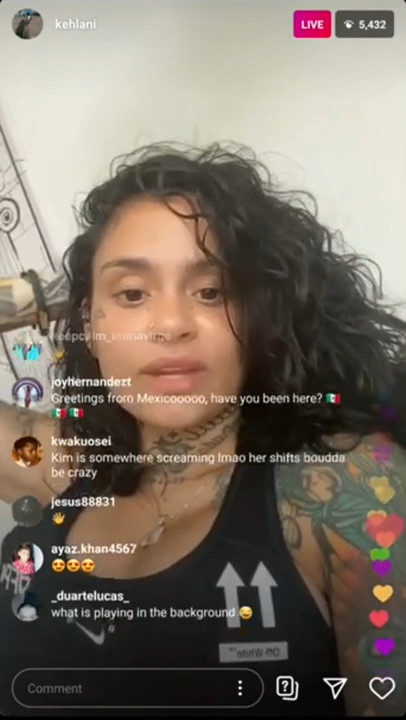 kehlani
LIVE
5,432
joyhernandezt
Greetings from Mexicooooo, have you been here? 🇲🇽
🇲🇽 🇲🇽
kwakuosei
Kim is somewhere screaming lmao her shifts boudda
be crazy
jesus88831
👋
ayaz.khan4567
😍😍😍
_duartelucas_
what is playing in the background 😜
Comment